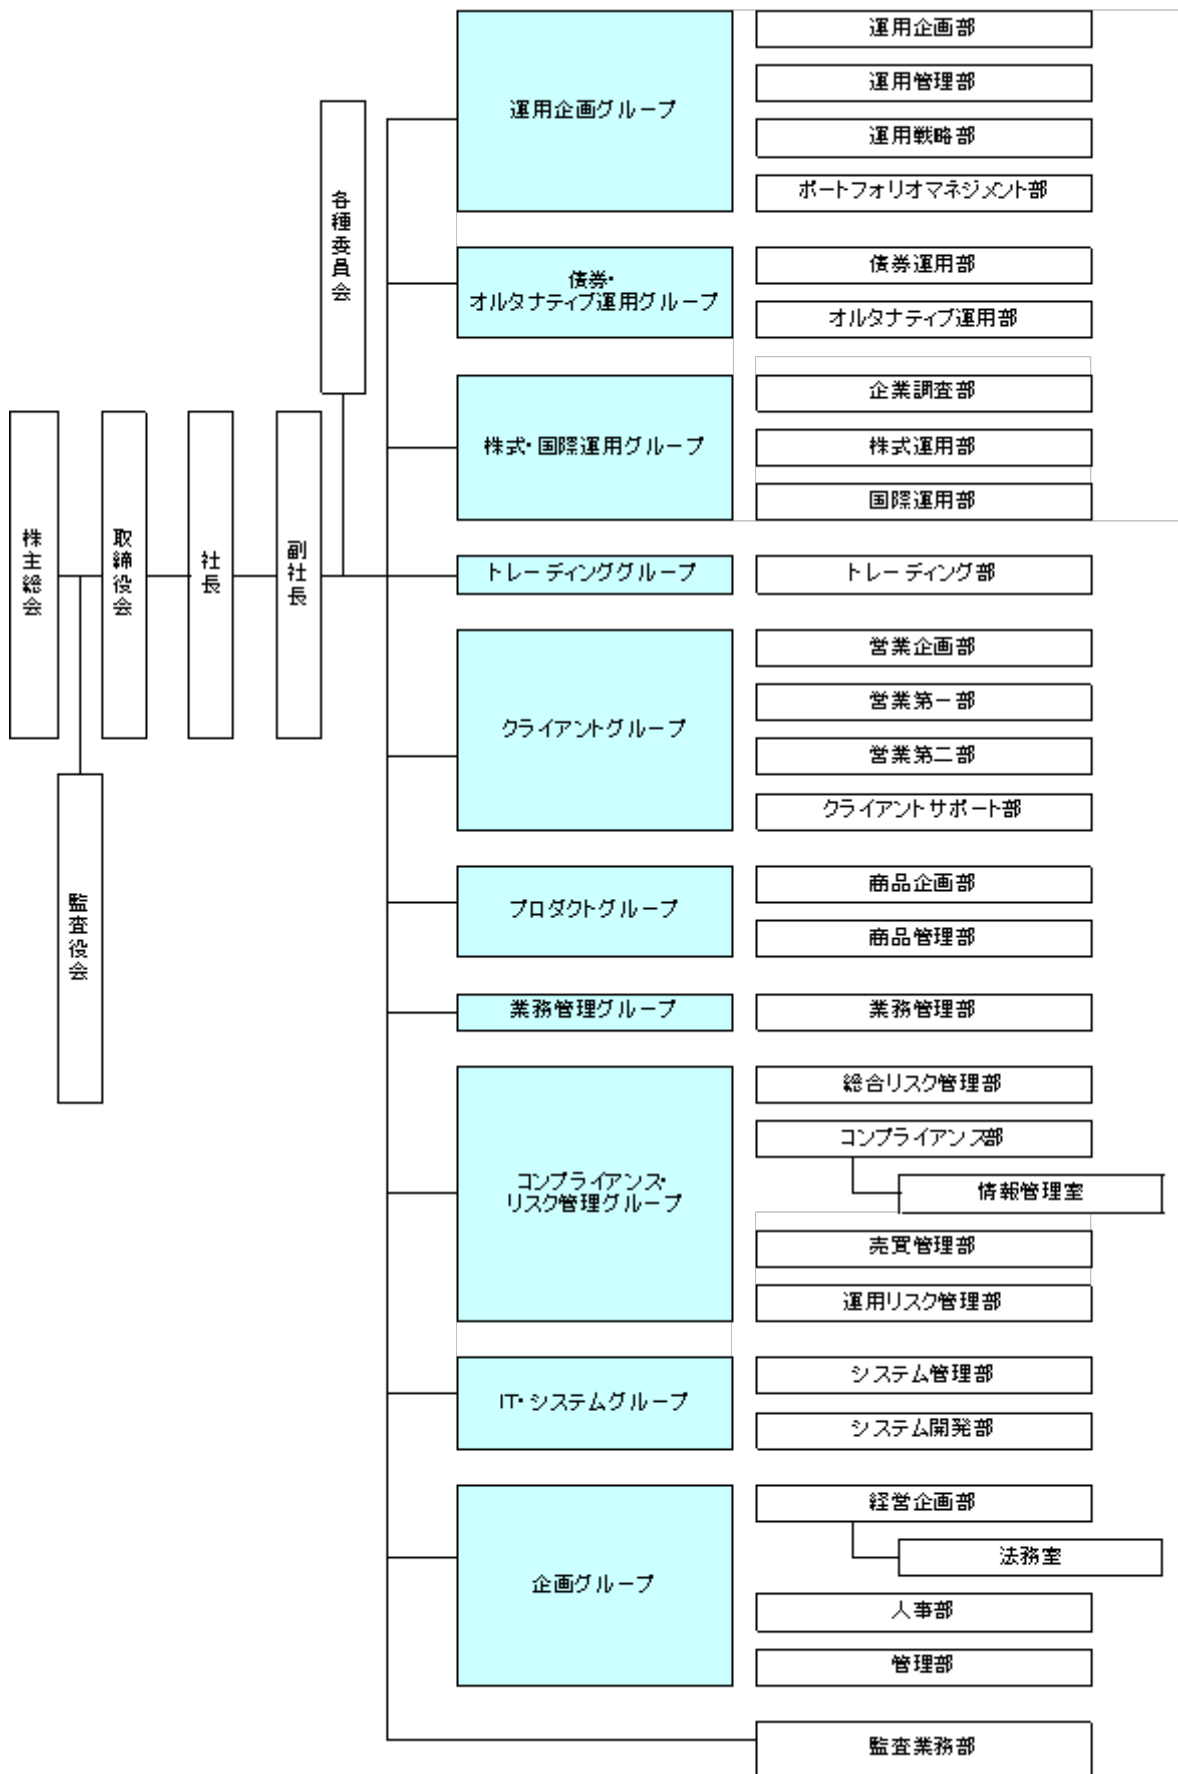 株主総会
監査役会
取締役会
社長
副社長
各種委員会
運用企画グループ
運用企画部
運用管理部
運用戦略部
ポートフォリオマネジメント部
債券・
オルタナティブ運用グループ
債券運用部
オルタナティブ運用部
株式・国際運用グループ
企業調査部
株式運用部
国際運用部
トレーディンググループ
トレーディング部
クライアントグループ
営業企画部
営業第一部
営業第二部
クライアントサポート部
プロダクトグループ
商品企画部
商品管理部
業務管理グループ
業務管理部
コンプライアンス・
リスク管理グループ
総合リスク管理部
コンプライアンス部
情報管理室
売買管理部
運用リスク管理部
IT・システムグループ
システム管理部
システム開発部
企画グループ
経営企画部
法務室
人事部
管理部
監査業務部